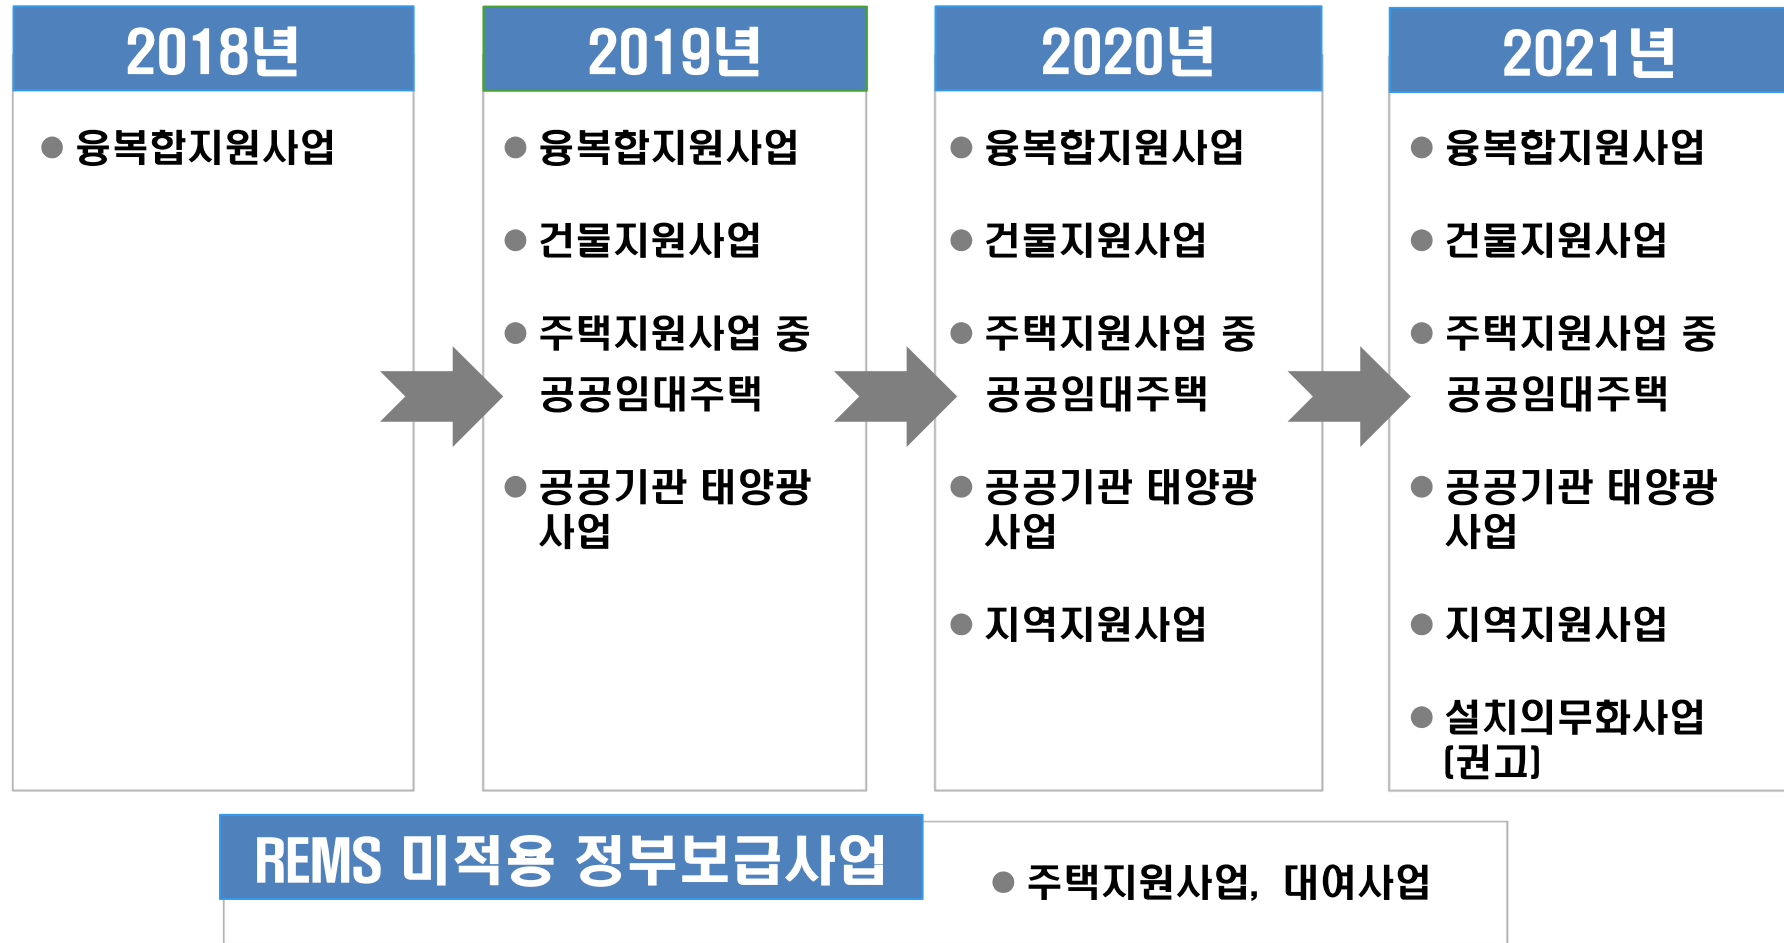 2018년
융복합지원사업
2019년
융복합지원사업
건물지원사업
주택지원사업 중
공공임대주택
공공기관 태양광
사업
2020년
융복합지원사업
건물지원사업
주택지원사업 중
공공임대주택
공공기관 태양광
사업
지역지원사업
2021년
융복합지원사업
건물지원사업
주택지원사업 중
공공임대주택
공공기관 태양광
사업
지역지원사업
설치의무화사업
(권고)
REMS 미적용 정부보급사업
주택지원사업, 대여사업